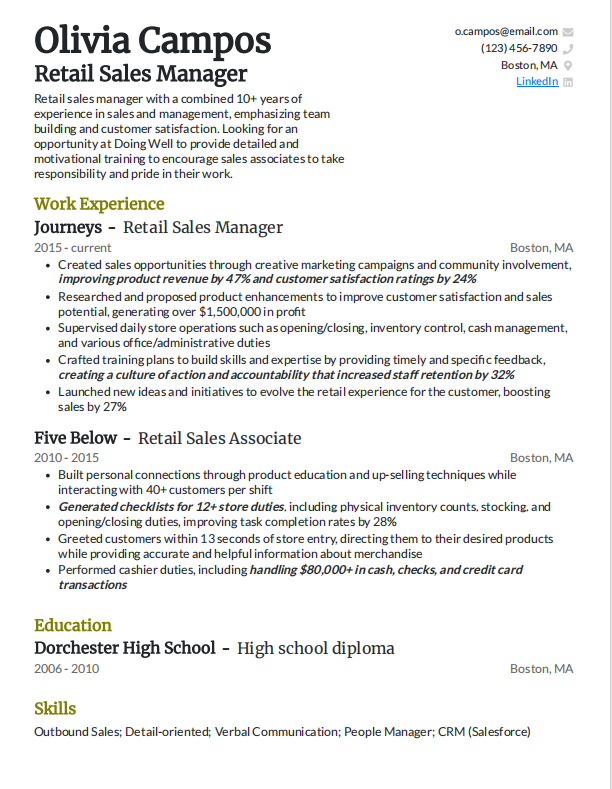 Olivia Campos
Retail Sales Manager
o.campos@email.com
(123) 456-7890
Boston, MA
LinkedIn
Retail sales manager with a combined 10+ years of
experience in sales and management, emphasizing team
building and customer satisfaction. Looking for an
opportunity at Doing Well to provide detailed and
motivational training to encourage sales associates to take
responsibility and pride in their work.
Work Experience
Journeys - Retail Sales Manager
2015 - current Boston, MA
• Created sales opportunities through creative marketing campaigns and community involvement,
improving product revenue by 47% and customer satisfaction ratings by 24%
• Researched and proposed product enhancements to improve customer satisfaction and sales
potential, generating over $1,500,000 in profit
• Supervised daily store operations such as opening/closing, inventory control, cash management,
and various office/administrative duties
• Crafted training plans to build skills and expertise by providing timely and specific feedback,
creating a culture of action and accountability that increased staff retention by 32%
• Launched new ideas and initiatives to evolve the retail experience for the customer, boosting
sales by 27%
Five Below - Retail Sales Associate
2010 - 2015 Boston, MA
• Built personal connections through product education and up-selling techniques while
interacting with 40+ customers per shift
• Generated checklists for 12+ store duties, including physical inventory counts, stocking, and
opening/closing duties, improving task completion rates by 28%
• Greeted customers within 13 seconds of store entry, directing them to their desired products
while providing accurate and helpful information about merchandise
• Performed cashier duties, including handling $80,000+ in cash, checks, and credit card
transactions
Education
Dorchester High School - High school diploma
2006 - 2010 Boston, MA
Skills
Outbound Sales; Detail-oriented; Verbal Communication; People Manager; CRM (Salesforce)